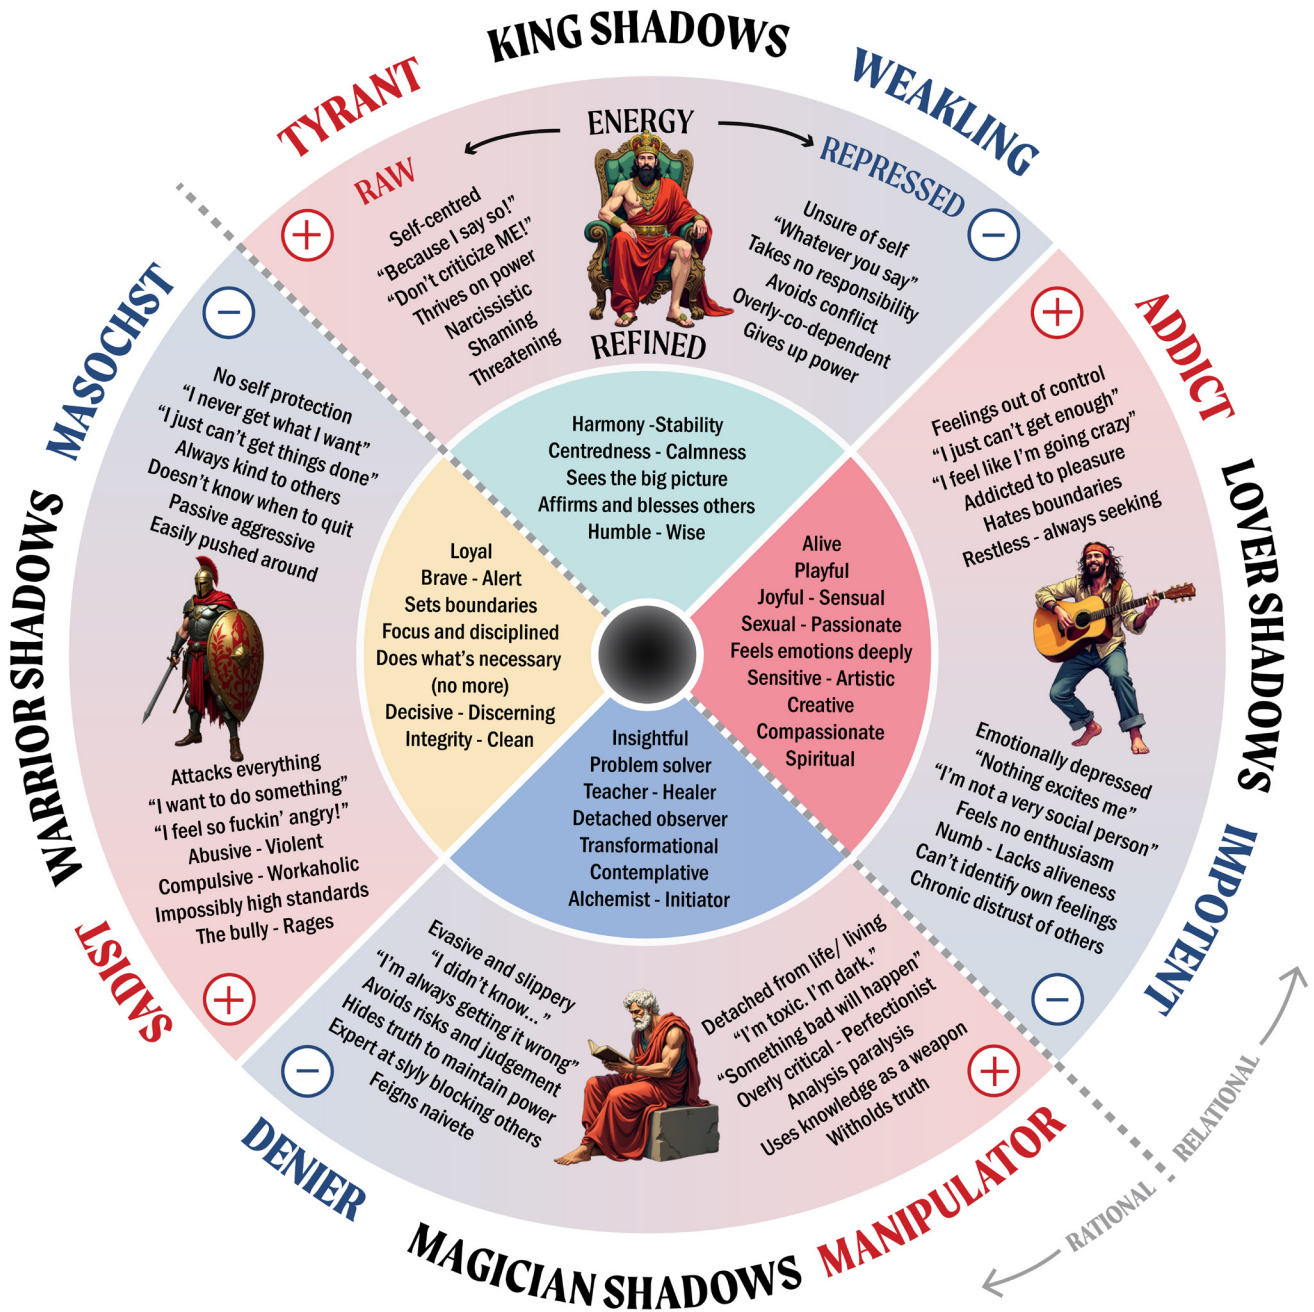 KING SHADOWS
TYRANT
WEAKLING
ENERGY
RAW
REPRESSED
+
Self-centred
“Because I say so!”
“Don’t criticize ME!”
Thrives on power
Narcissistic
Shaming
Threatening
REFINED
−
Unsure of self
“Whatever you say”
Takes no responsibility
Avoids conflict
Overly-co-dependent
Gives up power
Harmony -Stability
Centredness - Calmness
Sees the big picture
Affirms and blesses others
Humble - Wise
ADDICT
+
Feelings out of control
“I just can’t get enough”
“I feel like I’m going crazy”
Addicted to pleasure
Hates boundaries
Restless - always seeking
LOVER SHADOWS
Alive
Playful
Joyful - Sensual
Sexual - Passionate
Feels emotions deeply
Sensitive - Artistic
Creative
Compassionate
Spiritual
Emotionally depressed
“Nothing excites me”
“I’m not a very social person”
Feels no enthusiasm
Numb - Lacks aliveness
Can’t identify own feelings
Chronic distrust of others
−
IMPOTENT
RELATIONAL
RATIONAL
MANIPULATOR
+
Detached from life/ living
“I’m toxic. I’m dark.”
“Something bad will happen”
Overly critical - Perfectionist
Analysis paralysis
Uses knowledge as a weapon
Witholds truth
MAGICIAN SHADOWS
Insightful
Problem solver
Teacher - Healer
Detached observer
Transformational
Contemplative
Alchemist - Initiator
DENIER
−
Evasive and slippery
“I didn’t know... ”
“I’m always getting it wrong”
Avoids risks and judgement
Hides truth to maintain power
Expert at slyly blocking others
Feigns naivete
SADIST
+
Attacks everything
“I want to do something”
“I feel so fuckin’ angry!”
Abusive - Violent
Compulsive - Workaholic
Impossibly high standards
The bully - Rages
WARRIOR SHADOWS
Loyal
Brave - Alert
Sets boundaries
Focus and disciplined
Does what’s necessary
(no more)
Decisive - Discerning
Integrity - Clean
MASOCHST
−
No self protection
“I never get what I want”
“I just can’t get things done”
Always kind to others
Doesn’t know when to quit
Passive aggressive
Easily pushed around